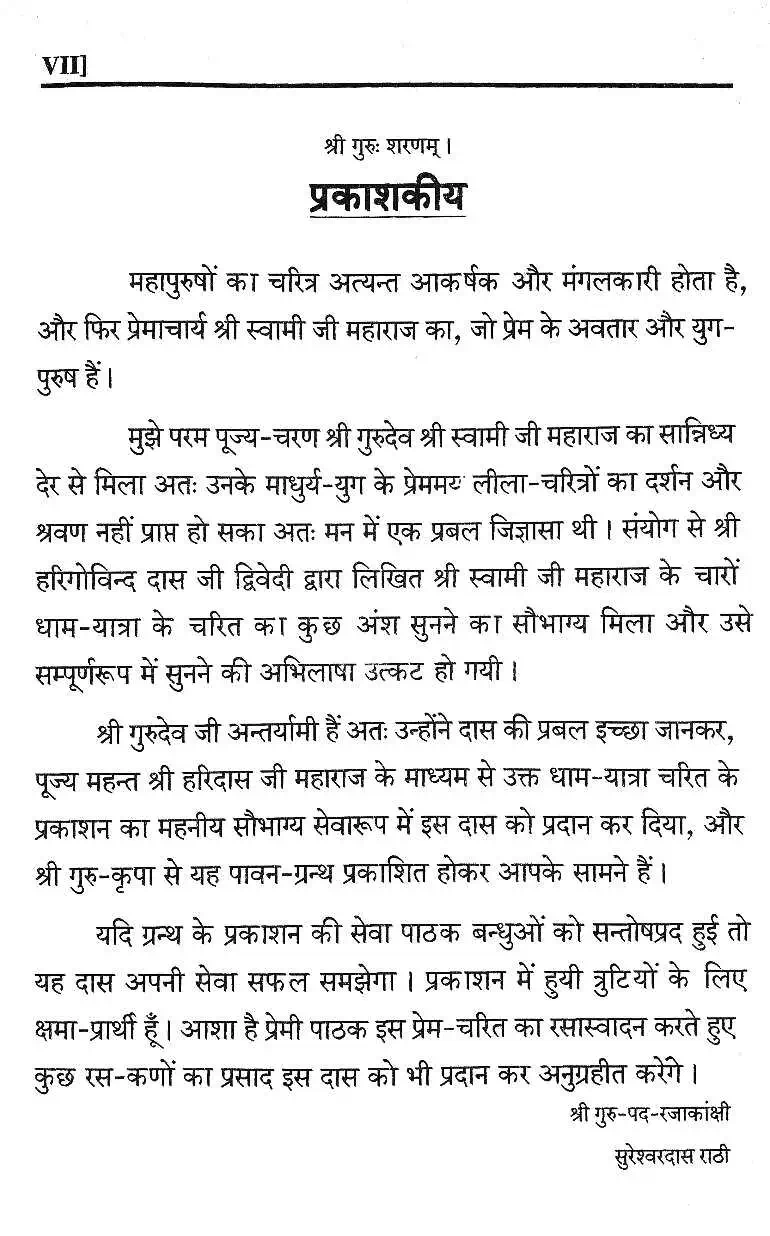 VII]
श्री गुरुः शरणम् ।
प्रकाशकीय
महापुरुषों का चरित्र अत्यन्त आकर्षक और मंगलकारी होता है,
और फिर प्रेमाचार्य श्री स्वामी जी महाराज का, जो प्रेम के अवतार और युग-
पुरुष हैं ।
मुझे परम पूज्य-चरण श्री गुरुदेव श्री स्वामी जी महाराज का सान्निध्य
देर से मिला अतः उनके माधुर्य-युग के प्रेममय लीला-चरित्रों का दर्शन और
श्रवण नहीं प्राप्त हो सका अतः मन में एक प्रबल जिज्ञासा थी । संयोग से श्री
हरिगोविन्द दास जी द्विवेदी द्वारा लिखित श्री स्वामी जी महाराज के चारों
धाम-यात्रा के चरित का कुछ अंश सुनने का सौभाग्य मिला और उसे
सम्पूर्णरूप में सुनने की अभिलाषा उत्कट हो गयी ।
श्री गुरुदेव जी अन्तर्यामी हैं अतः उन्होंने दास की प्रबल इच्छा जानकर,
पूज्य महन्त श्री हरिदास जी महाराज के माध्यम से उक्त धाम-यात्रा चरित के
प्रकाशन का महनीय सौभाग्य सेवारूप में इस दास को प्रदान कर दिया, और
श्री गुरु-कृपा से यह पावन-ग्रन्थ प्रकाशित होकर आपके सामने हैं ।
यदि ग्रन्थ के प्रकाशन की सेवा पाठक बन्धुओं को सन्तोषप्रद हुई तो
यह दास अपनी सेवा सफल समझेगा । प्रकाशन में हुयी त्रुटियों के लिए
क्षमा-प्रार्थी हूँ । आशा है प्रेमी पाठक इस प्रेम-चरित का रसास्वादन करते हुए
कुछ रस-कणों का प्रसाद इस दास को भी प्रदान कर अनुग्रहीत करेंगे ।
श्री गुरु-पद-रजाकांक्षी
सुरेश्वरदास राठी